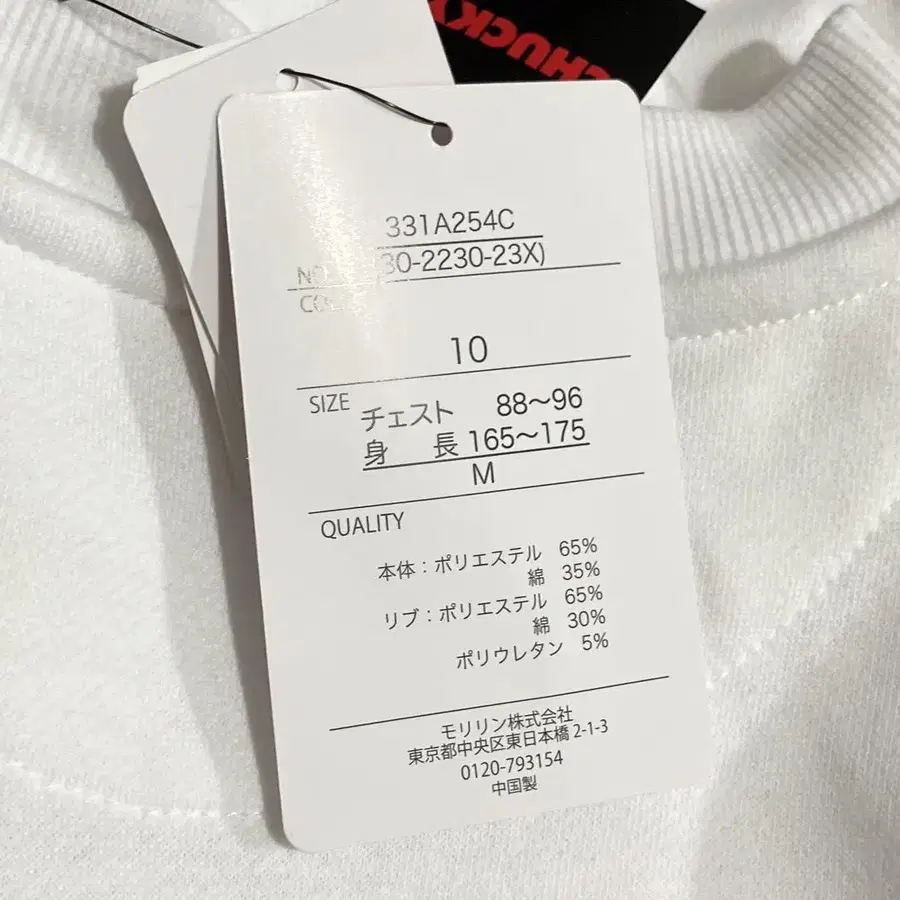 CHUCKY
331A254C
30-2230-23X)
10
SIZE
チェスト 88～96
身 長 165～175
M
QUALITY
本体：ポリエステル 65%
綿 35%
リブ：ポリエステル 65%
綿 30%
ポリウレタン 5%
モリリン株式会社
東京都中央区東日本橋 2-1-3
0120-793154
中国製